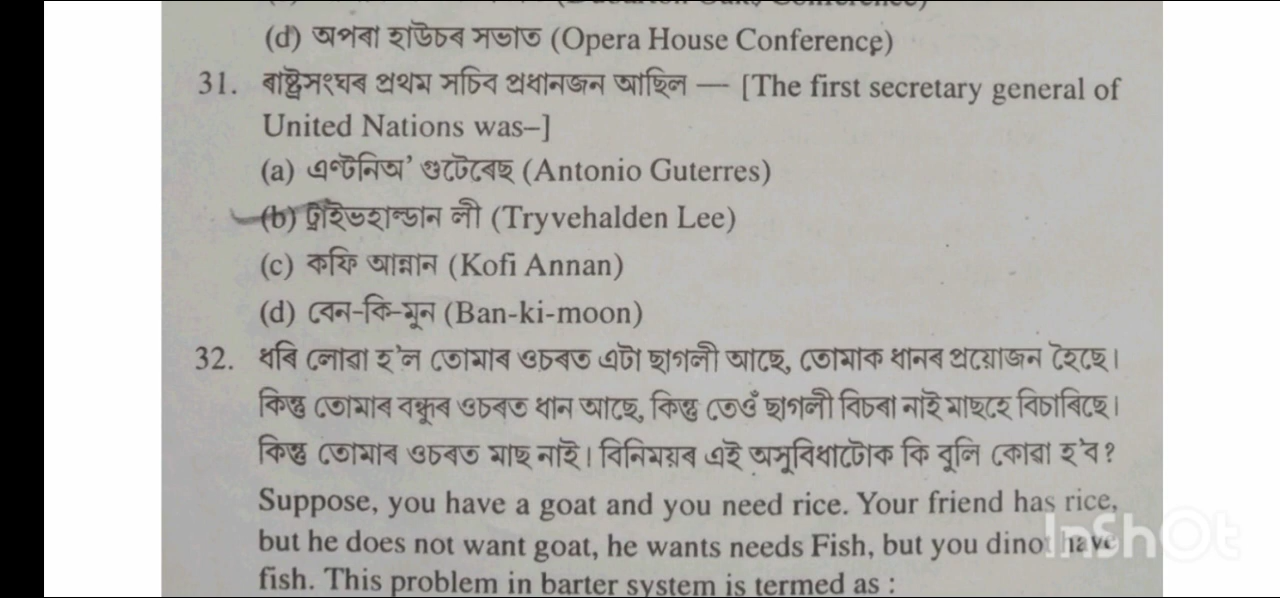 (d) অপৰা হাউচৰ সভাত (Opera House Conference)
31. ৰাষ্ট্ৰসংঘৰ প্ৰথম সচিব প্ৰধানজন আছিল — [The first secretary general of
United Nations was–]
(a) এণ্টনিঅ' গুটেৰেছ (Antonio Guterres)
(b) ট্ৰাইভহাল্ডান লী (Tryvehalden Lee)
(c) কফি আন্নান (Kofi Annan)
(d) বেন-কি-মূন (Ban-ki-moon)
32. ধৰি লোৱা হ'ল তোমাৰ ওচৰত এটা ছাগলী আছে, তোমাক ধানৰ প্ৰয়োজন হৈছে।
কিন্তু তোমাৰ বন্ধুৰ ওচৰত ধান আছে, কিন্তু তেওঁ ছাগলী বিচৰা নাই মাছহে বিচাৰিছে।
কিন্তু তোমাৰ ওচৰত মাছ নাই। বিনিময়ৰ এই অসুবিধাটোক কি বুলি কোৱা হ'ব?
Suppose, you have a goat and you need rice. Your friend has rice,
but he does not want goat, he wants needs Fish, but you dinot have
fish. This problem in barter system is termed as :
InShOt